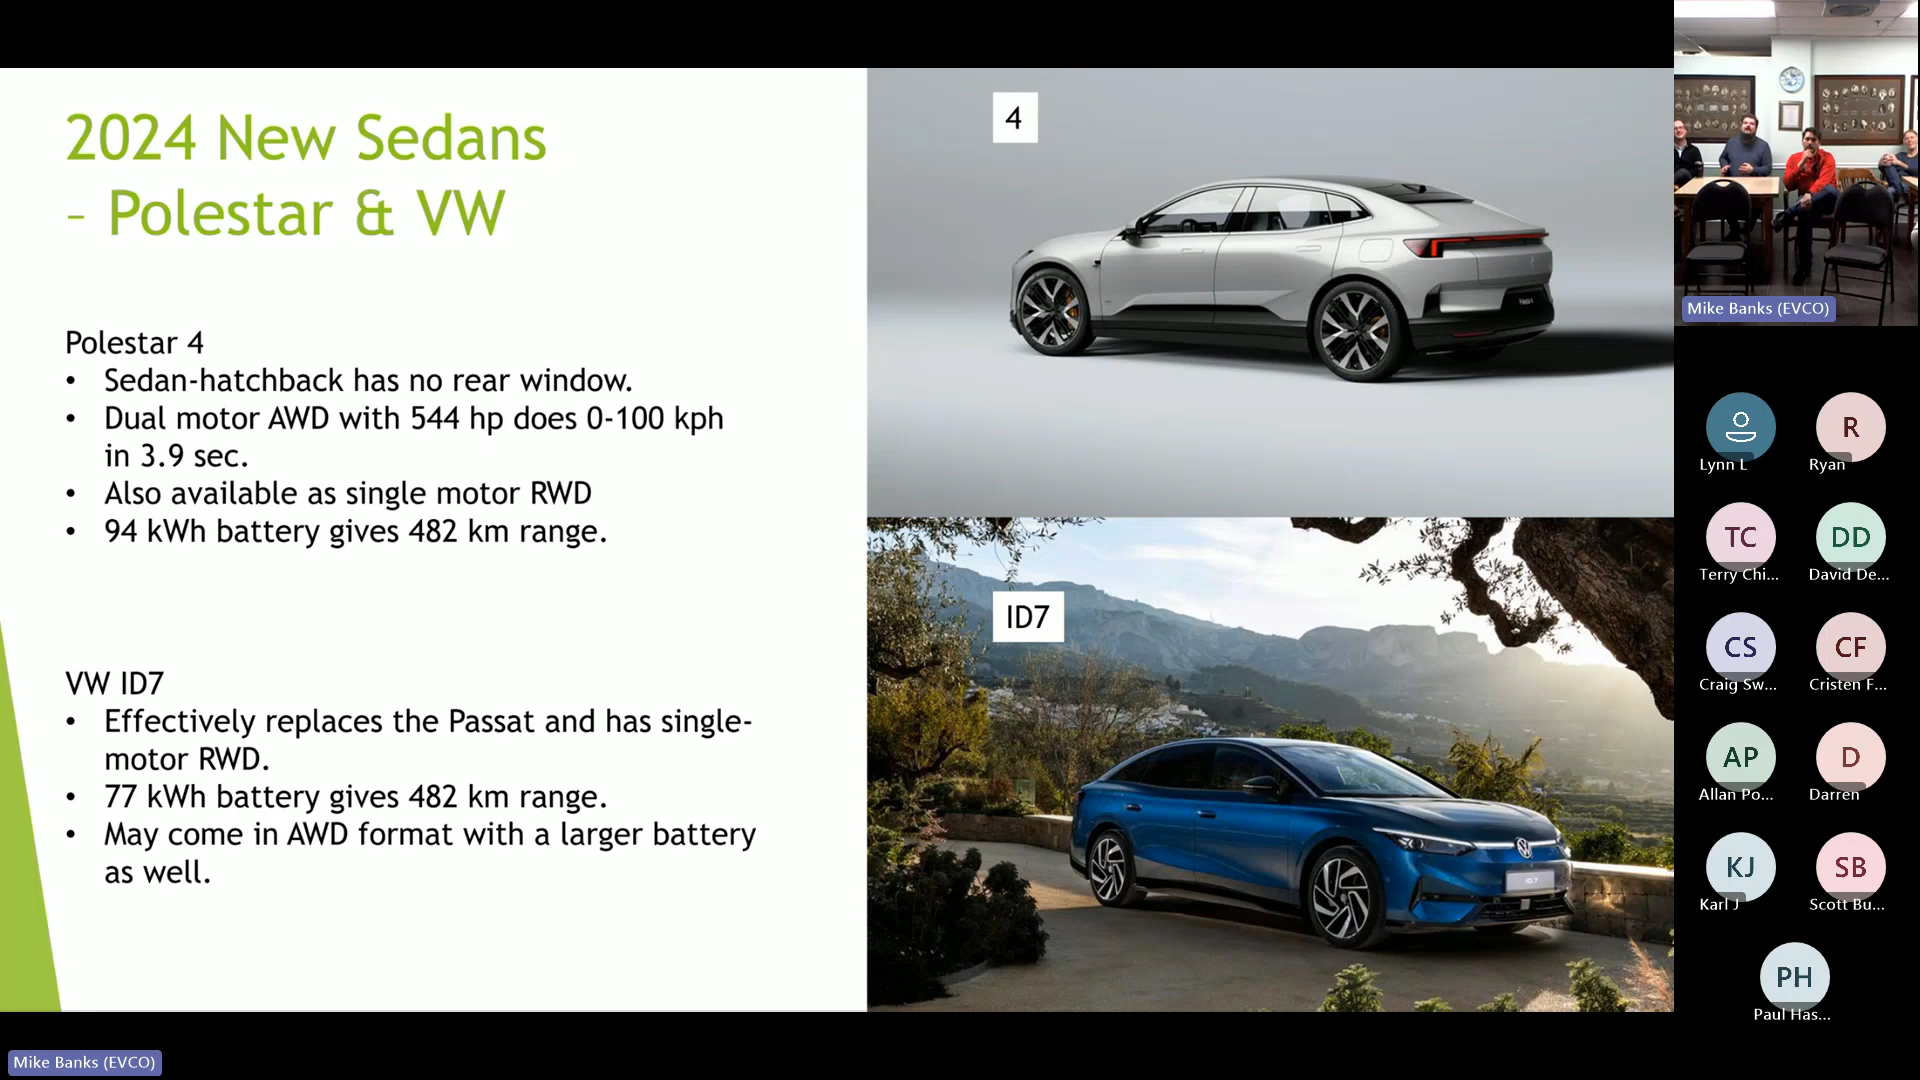 2024 New Sedans
– Polestar & VW
Polestar 4
• Sedan-hatchback has no rear window.
• Dual motor AWD with 544 hp does 0-100 kph
in 3.9 sec.
• Also available as single motor RWD
• 94 kWh battery gives 482 km range.
VW ID7
• Effectively replaces the Passat and has single-
motor RWD.
• 77 kWh battery gives 482 km range.
• May come in AWD format with a larger battery
as well.
4
ID7
ID.7
Mike Banks (EVCO)
Lynn L
R
Ryan
TC
Terry Chi...
DD
David De...
CS
Craig Sw...
CF
Cristen F...
AP
Allan Po...
D
Darren
KJ
Karl J
SB
Scott Bu...
PH
Paul Has...
Mike Banks (EVCO)